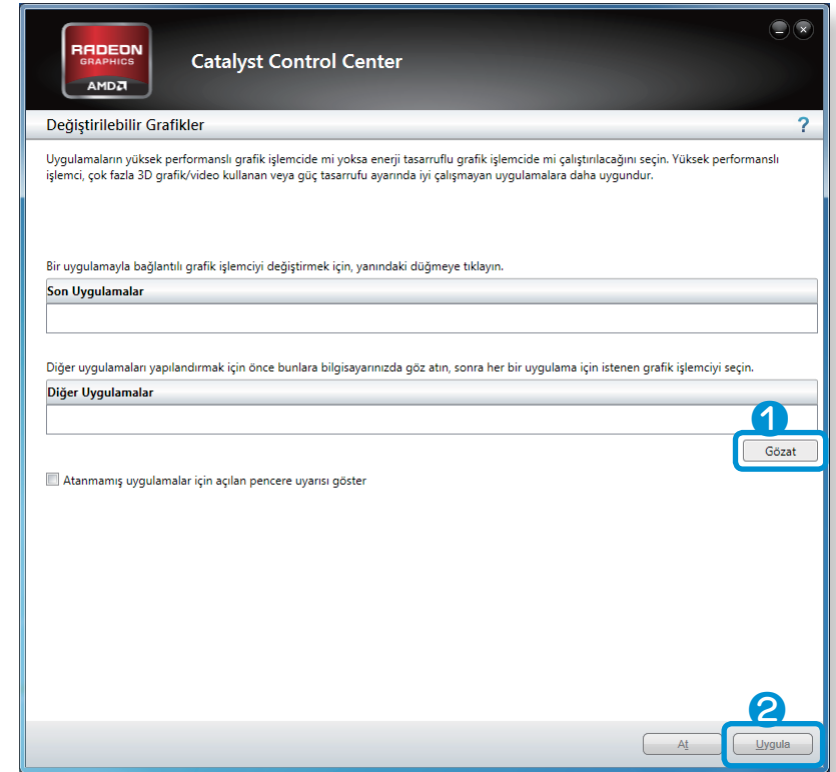 RADEON
GRAPHICS
AMD
Catalyst Control Center
Değiştirilebilir Grafikler
?
Uygulamaların yüksek performanslı grafik işlemcide mi yoksa enerji tasarruflu grafik işlemcide mi çalıştırılacağını seçin. Yüksek performanslı
işlemci, çok fazla 3D grafik/video kullanan veya güç tasarrufu ayarında iyi çalışmayan uygulamalara daha uygundur.
Bir uygulamayla bağlantılı grafik işlemciyi değiştirmek için, yanındaki düğmeye tıklayın.
Son Uygulamalar
Diğer uygulamaları yapılandırmak için önce bunlara bilgisayarınızda göz atın, sonra her bir uygulama için istenen grafik işlemciyi seçin.
Diğer Uygulamalar
1
Gözat
Atanmamış uygulamalar için açılan pencere uyarısı göster
2
At
Uygula